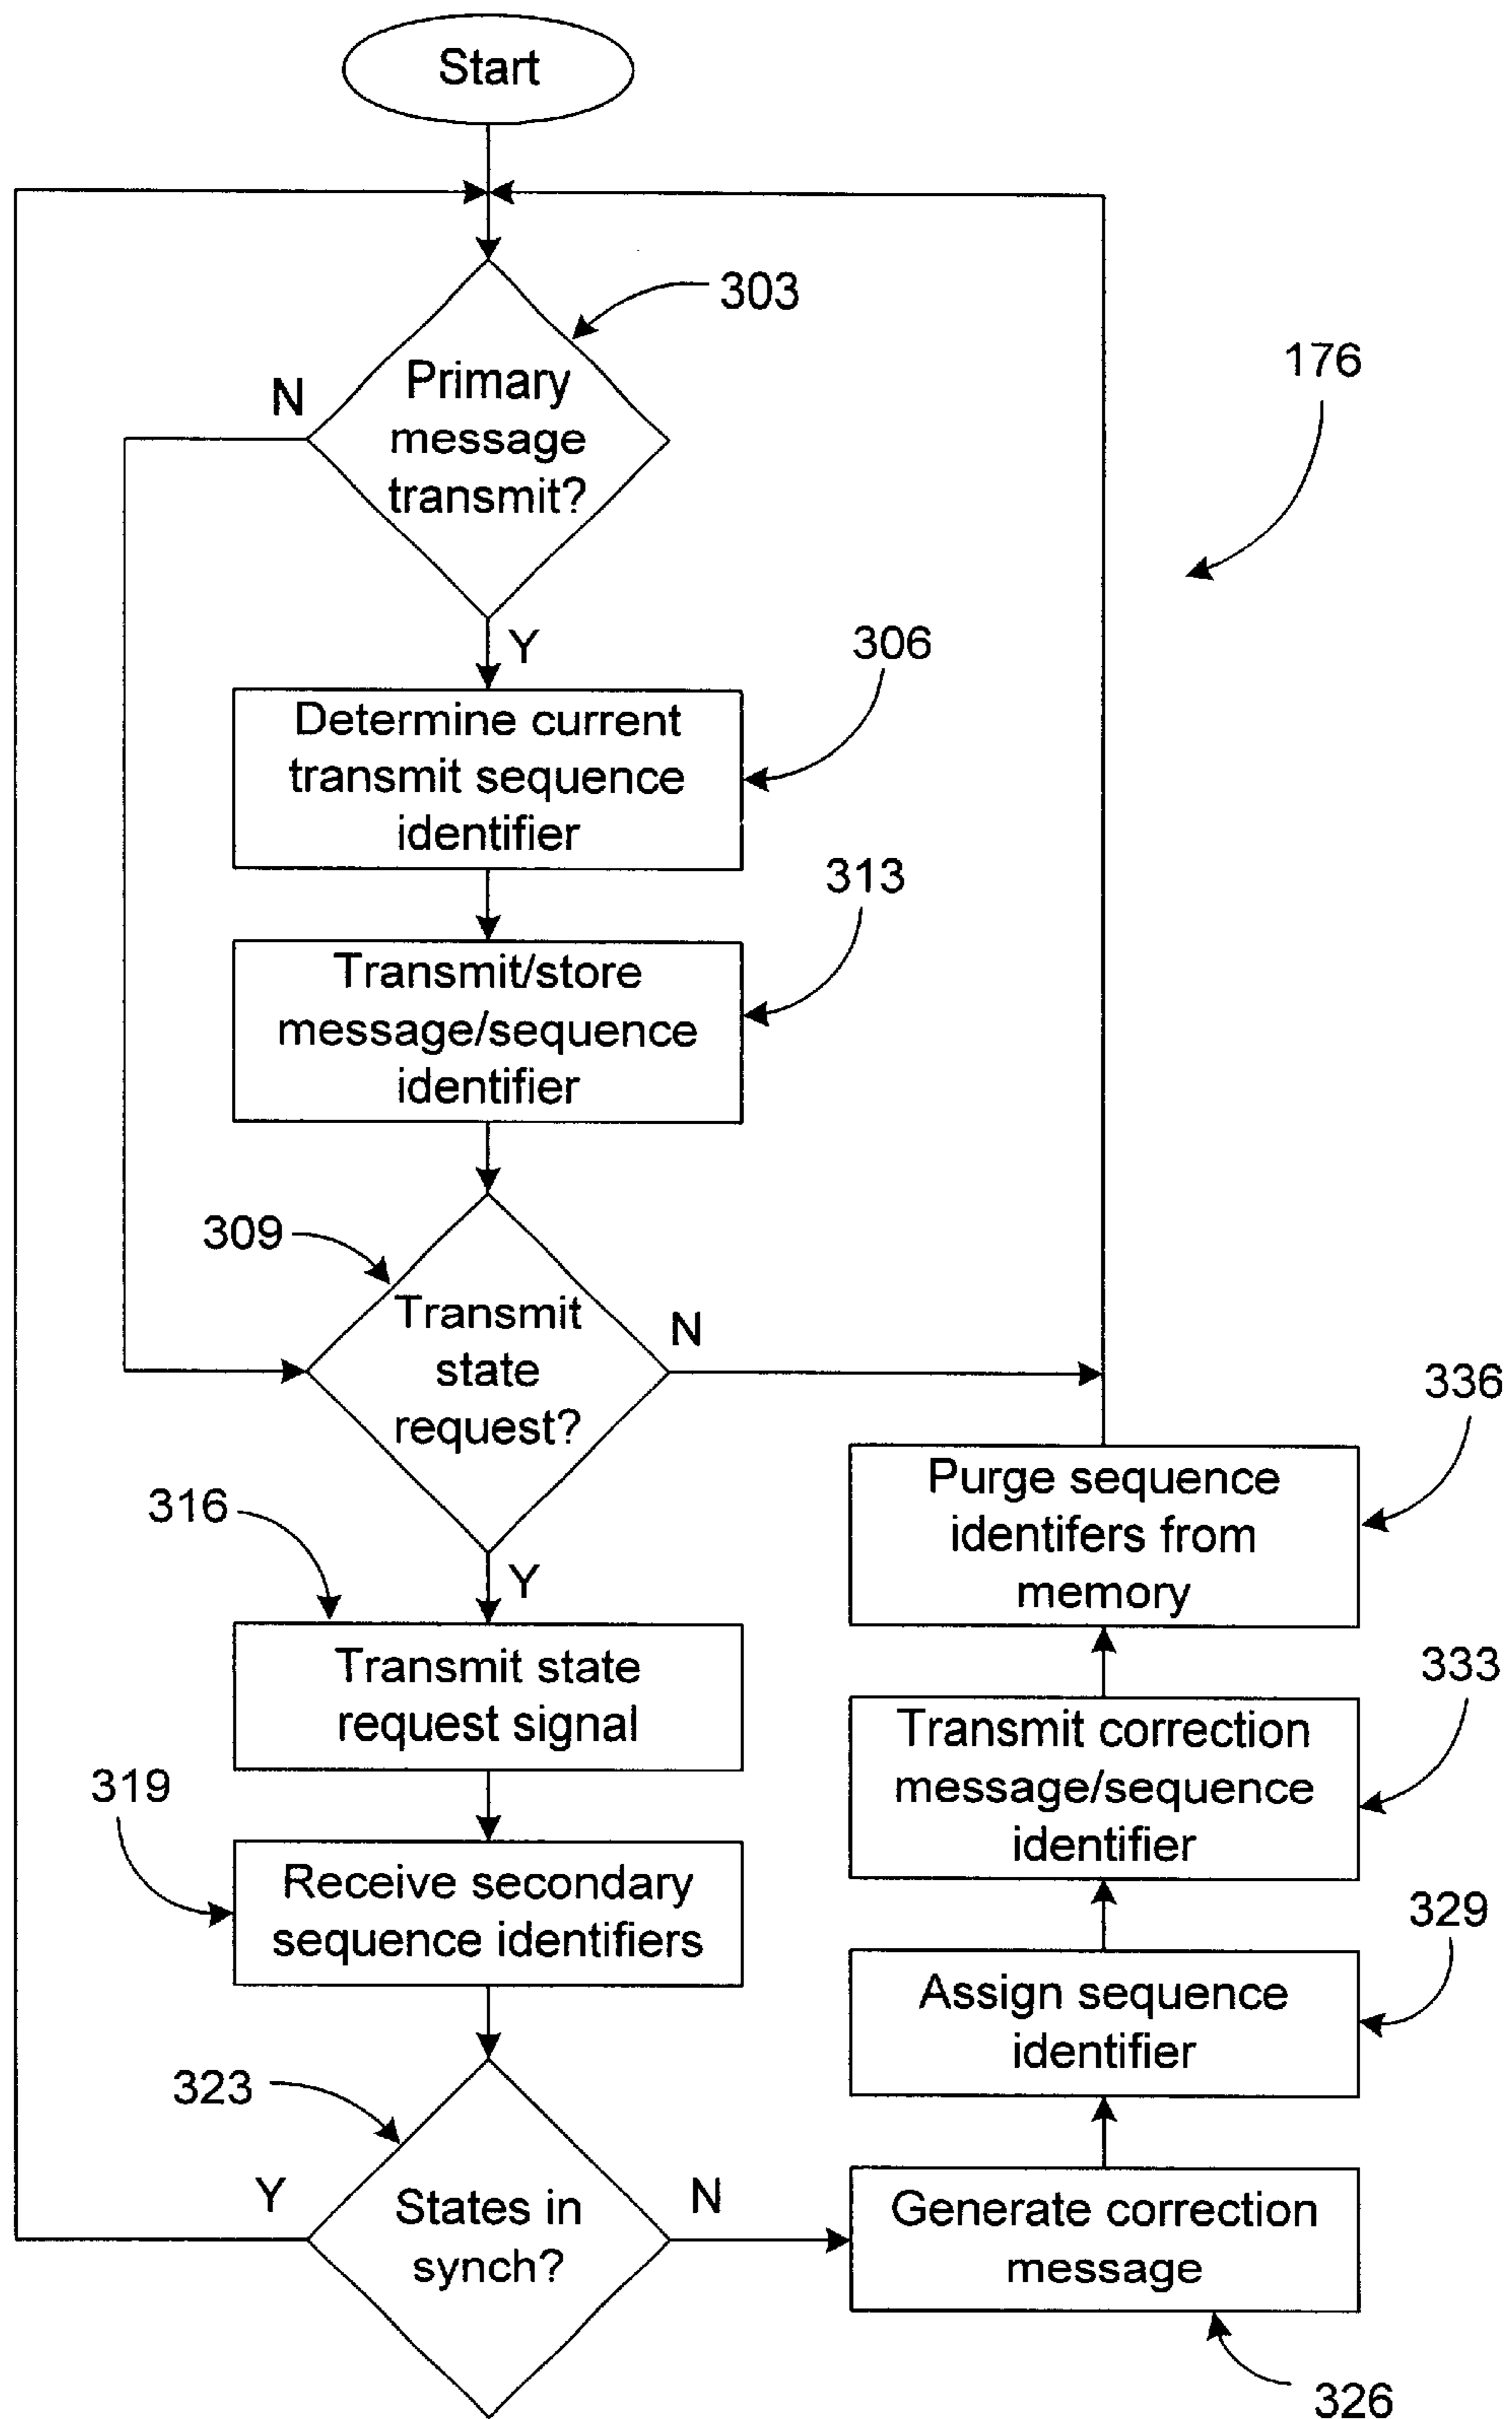 Start
303
176
N
Primary
message
transmit?
Y
306
Determine current
transmit sequence
identifier
313
Transmit/store
message/sequence
identifier
309
Transmit
state
request?
N
336
Purge sequence
identifers from
memory
316
Y
Transmit state
request signal
333
Transmit correction
message/sequence
identifier
319
Receive secondary
sequence identifiers
329
Assign sequence
identifier
323
Y
States in
synch?
N
Generate correction
message
326